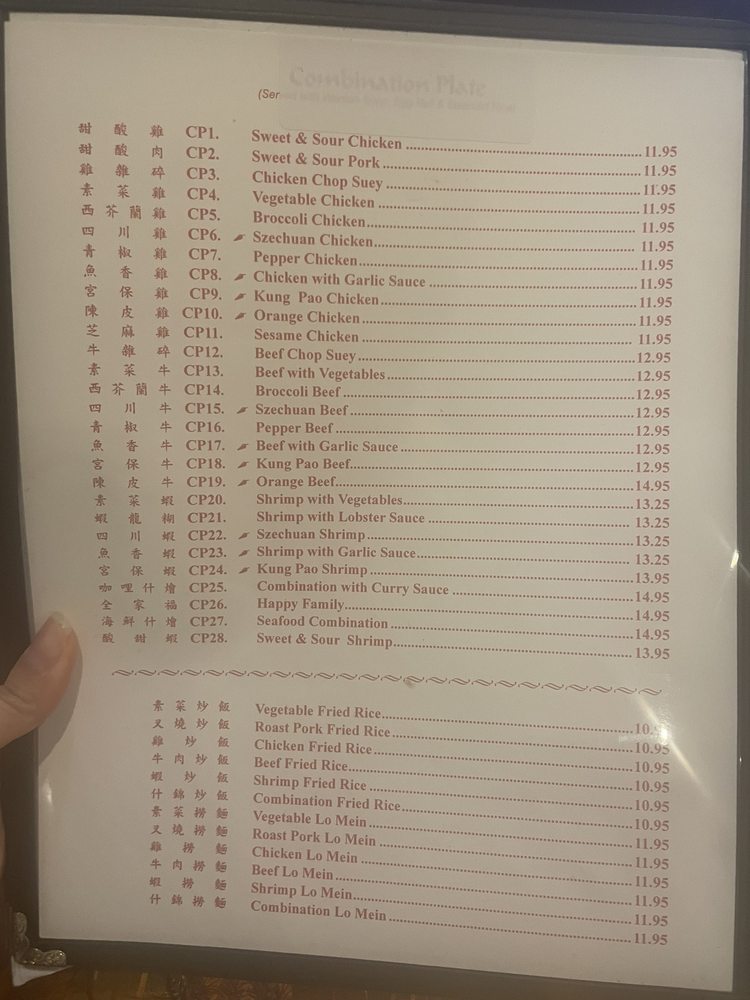 Combination Plate
(Ser
甜酸雞 CP1. Sweet & Sour Chicken 11.95
甜酸肉 CP2. Sweet & Sour Pork 11.95
雞雜碎 CP3. Chicken Chop Suey 11.95
素菜雞 CP4. Vegetable Chicken 11.95
西芥蘭雞 CP5. Broccoli Chicken 11.95
四川雞 CP6. Szechuan Chicken 11.95
青椒雞 CP7. Pepper Chicken 11.95
魚香雞 CP8. Chicken with Garlic Sauce 11.95
宮保雞 CP9. Kung Pao Chicken 11.95
陳皮雞 CP10. Orange Chicken 11.95
芝麻雞 CP11. Sesame Chicken 11.95
牛雜碎 CP12. Beef Chop Suey 12.95
素菜牛 CP13. Beef with Vegetables 12.95
西芥蘭牛 CP14. Broccoli Beef 12.95
四川牛 CP15. Szechuan Beef 12.95
青椒牛 CP16. Pepper Beef 12.95
魚香牛 CP17. Beef with Garlic Sauce 12.95
宮保牛 CP18. Kung Pao Beef 12.95
陳皮牛 CP19. Orange Beef 14.95
素菜蝦 CP20. Shrimp with Vegetables 13.25
蝦龍糊 CP21. Shrimp with Lobster Sauce 13.25
四川蝦 CP22. Szechuan Shrimp 13.25
魚香蝦 CP23. Shrimp with Garlic Sauce 13.25
宮保蝦 CP24. Kung Pao Shrimp 13.95
咖哩什燴 CP25. Combination with Curry Sauce 14.95
全家福 CP26. Happy Family 14.95
海鮮什燴 CP27. Seafood Combination 14.95
酸甜蝦 CP28. Sweet & Sour Shrimp 13.95
素菜炒飯 Vegetable Fried Rice
叉燒炒飯 Roast Pork Fried Rice 10.95
雞炒飯 Chicken Fried Rice 10.95
牛肉炒飯 Beef Fried Rice 10.95
蝦炒飯 Shrimp Fried Rice 10.95
什錦炒飯 Combination Fried Rice 10.95
素菜撈麵 Vegetable Lo Mein 11.95
叉燒撈麵 Roast Pork Lo Mein 11.95
雞撈麵 Chicken Lo Mein 11.95
牛肉撈麵 Beef Lo Mein 11.95
蝦撈麵 Shrimp Lo Mein 11.95
什錦撈麵 Combination Lo Mein 11.95